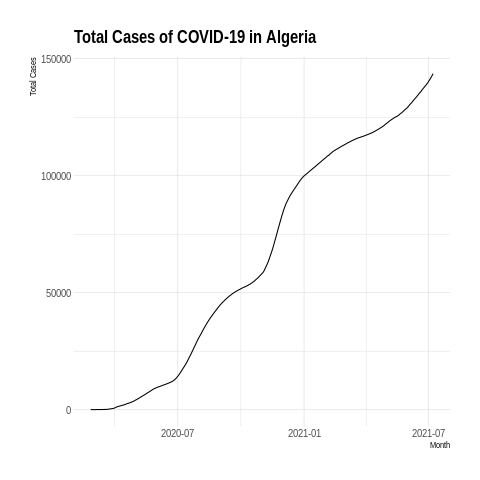 Total Cases of COVID-19 in Algeria
Total Cases
150000
100000
50000
0
2020-07
2021-01
2021-07
Month